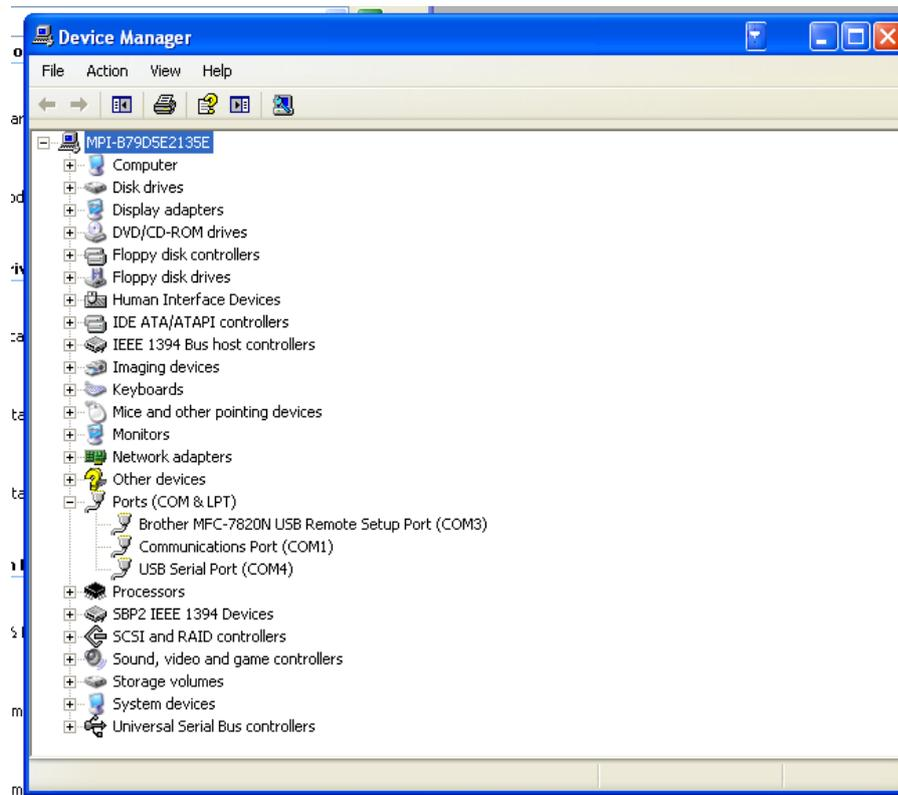 Device Manager
File Action View Help
MPI-B79D5E2135E
Computer
Disk drives
Display adapters
DVD/CD-ROM drives
Floppy disk controllers
Floppy disk drives
Human Interface Devices
IDE ATA/ATAPI controllers
IEEE 1394 Bus host controllers
Imaging devices
Keyboards
Mice and other pointing devices
Monitors
Network adapters
Other devices
Ports (COM & LPT)
Brother MFC-7820N USB Remote Setup Port (COM3)
Communications Port (COM1)
USB Serial Port (COM4)
Processors
SBP2 IEEE 1394 Devices
SCSI and RAID controllers
Sound, video and game controllers
Storage volumes
System devices
Universal Serial Bus controllers